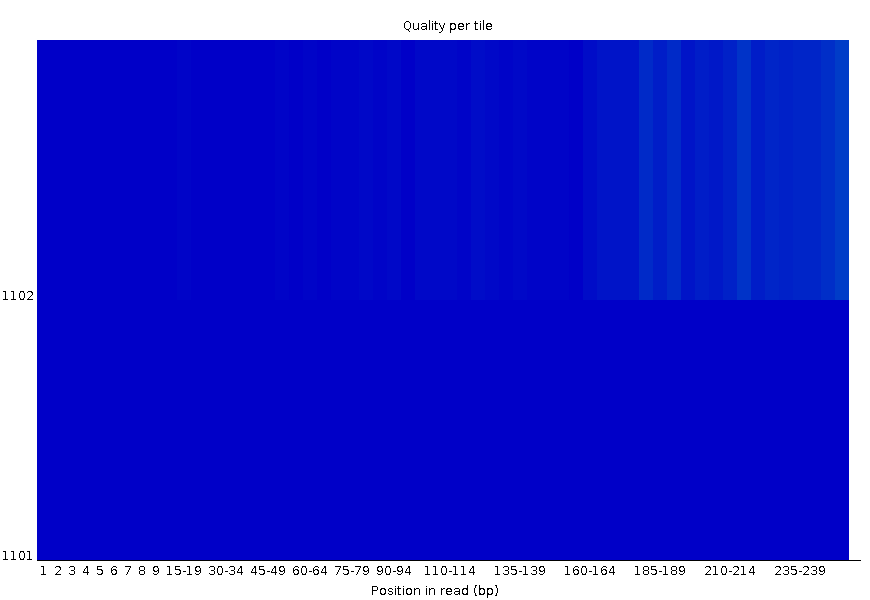 Quality per tile
1102
1101
1 2 3 4 5 6 7 8 9 15-19 30-34 45-49 60-64 75-79 90-94 110-114 135-139 160-164 185-189 210-214 235-239
Position in read (bp)